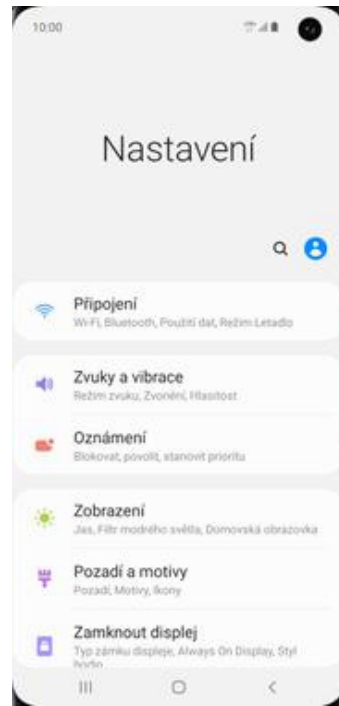 10:00
Nastavení
Připojení
Wi-Fi, Bluetooth, Použití dat, Režim Letadlo
Zvuky a vibrace
Režim zvuku, Zvonění, Hlasitost
Oznámení
Blokovat, povolit, stanovit prioritu
Zobrazení
Jas, Filtr modrého světla, Domovská obrazovka
Pozadí a motivy
Pozadí, Motivy, Ikony
Zamknout displej
Typ zámku displeje, Always On Display, Styl
hodin